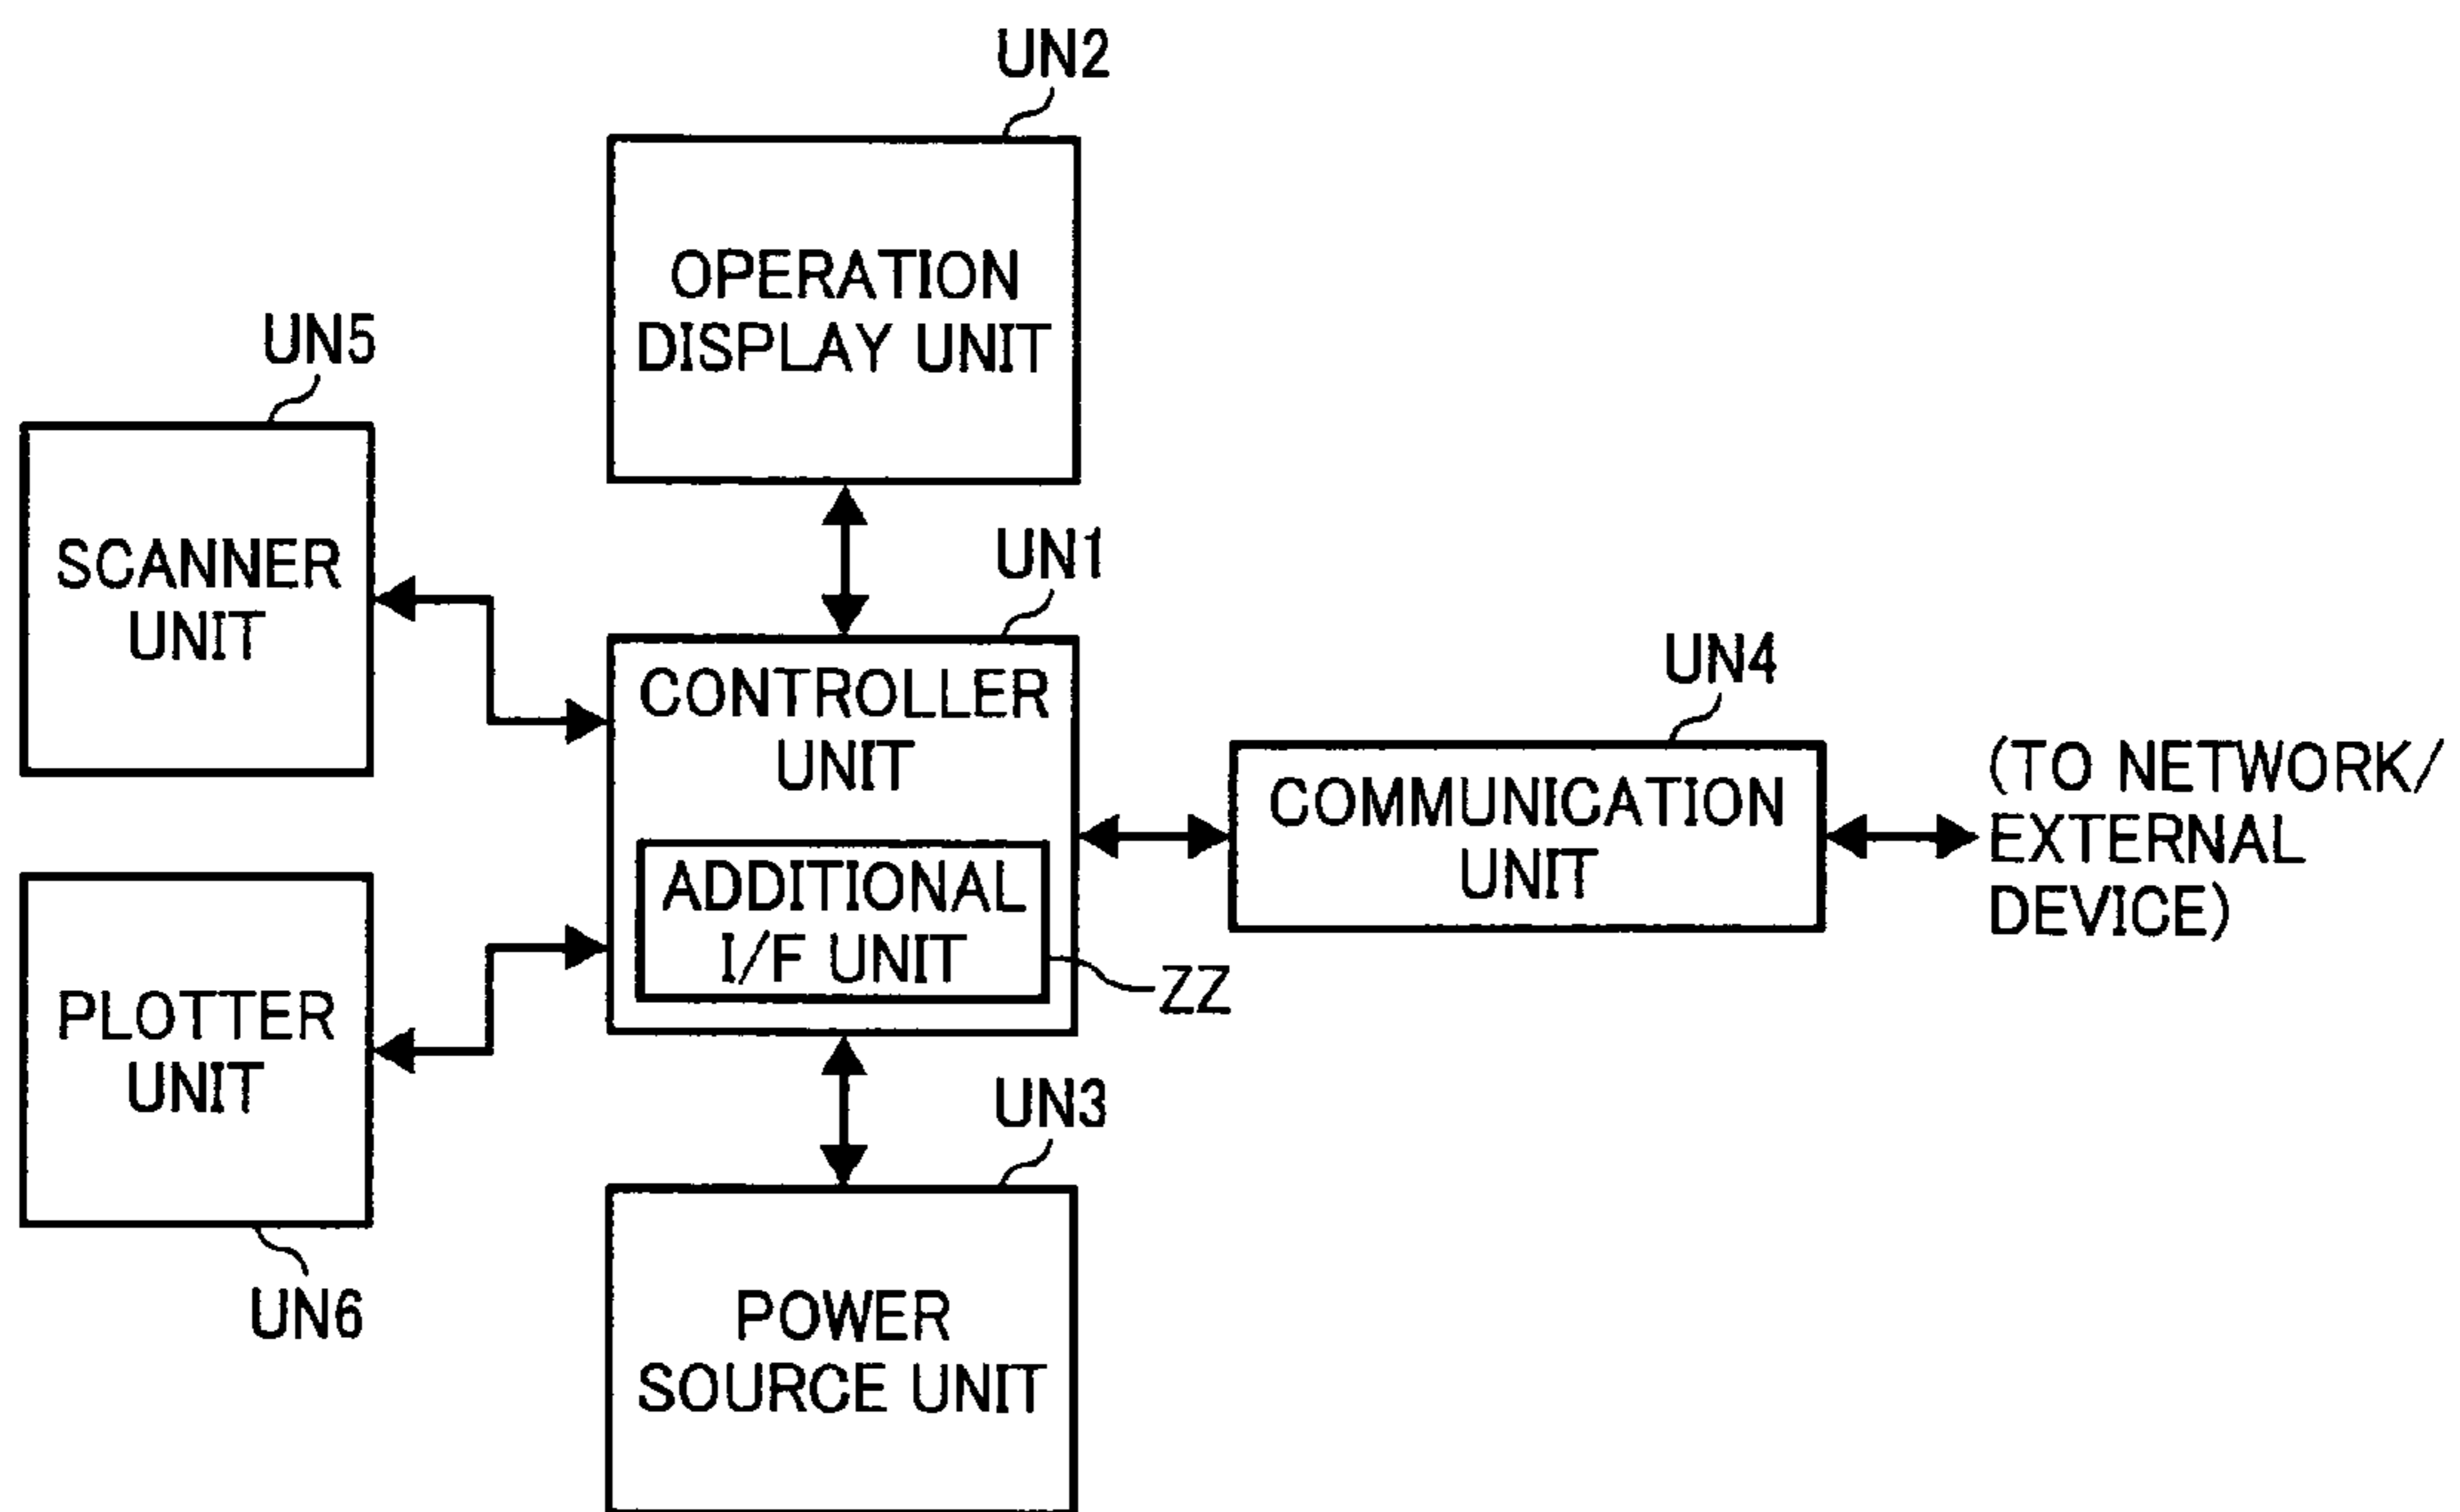 UN2
OPERATION
DISPLAY UNIT
UN5
SCANNER
UNIT
UN1
CONTROLLER
UNIT
ADDITIONAL
I/F UNIT
ZZ
UN4
COMMUNICATION
UNIT
(TO NETWORK/
EXTERNAL
DEVICE)
PLOTTER
UNIT
UN6
UN3
POWER
SOURCE UNIT